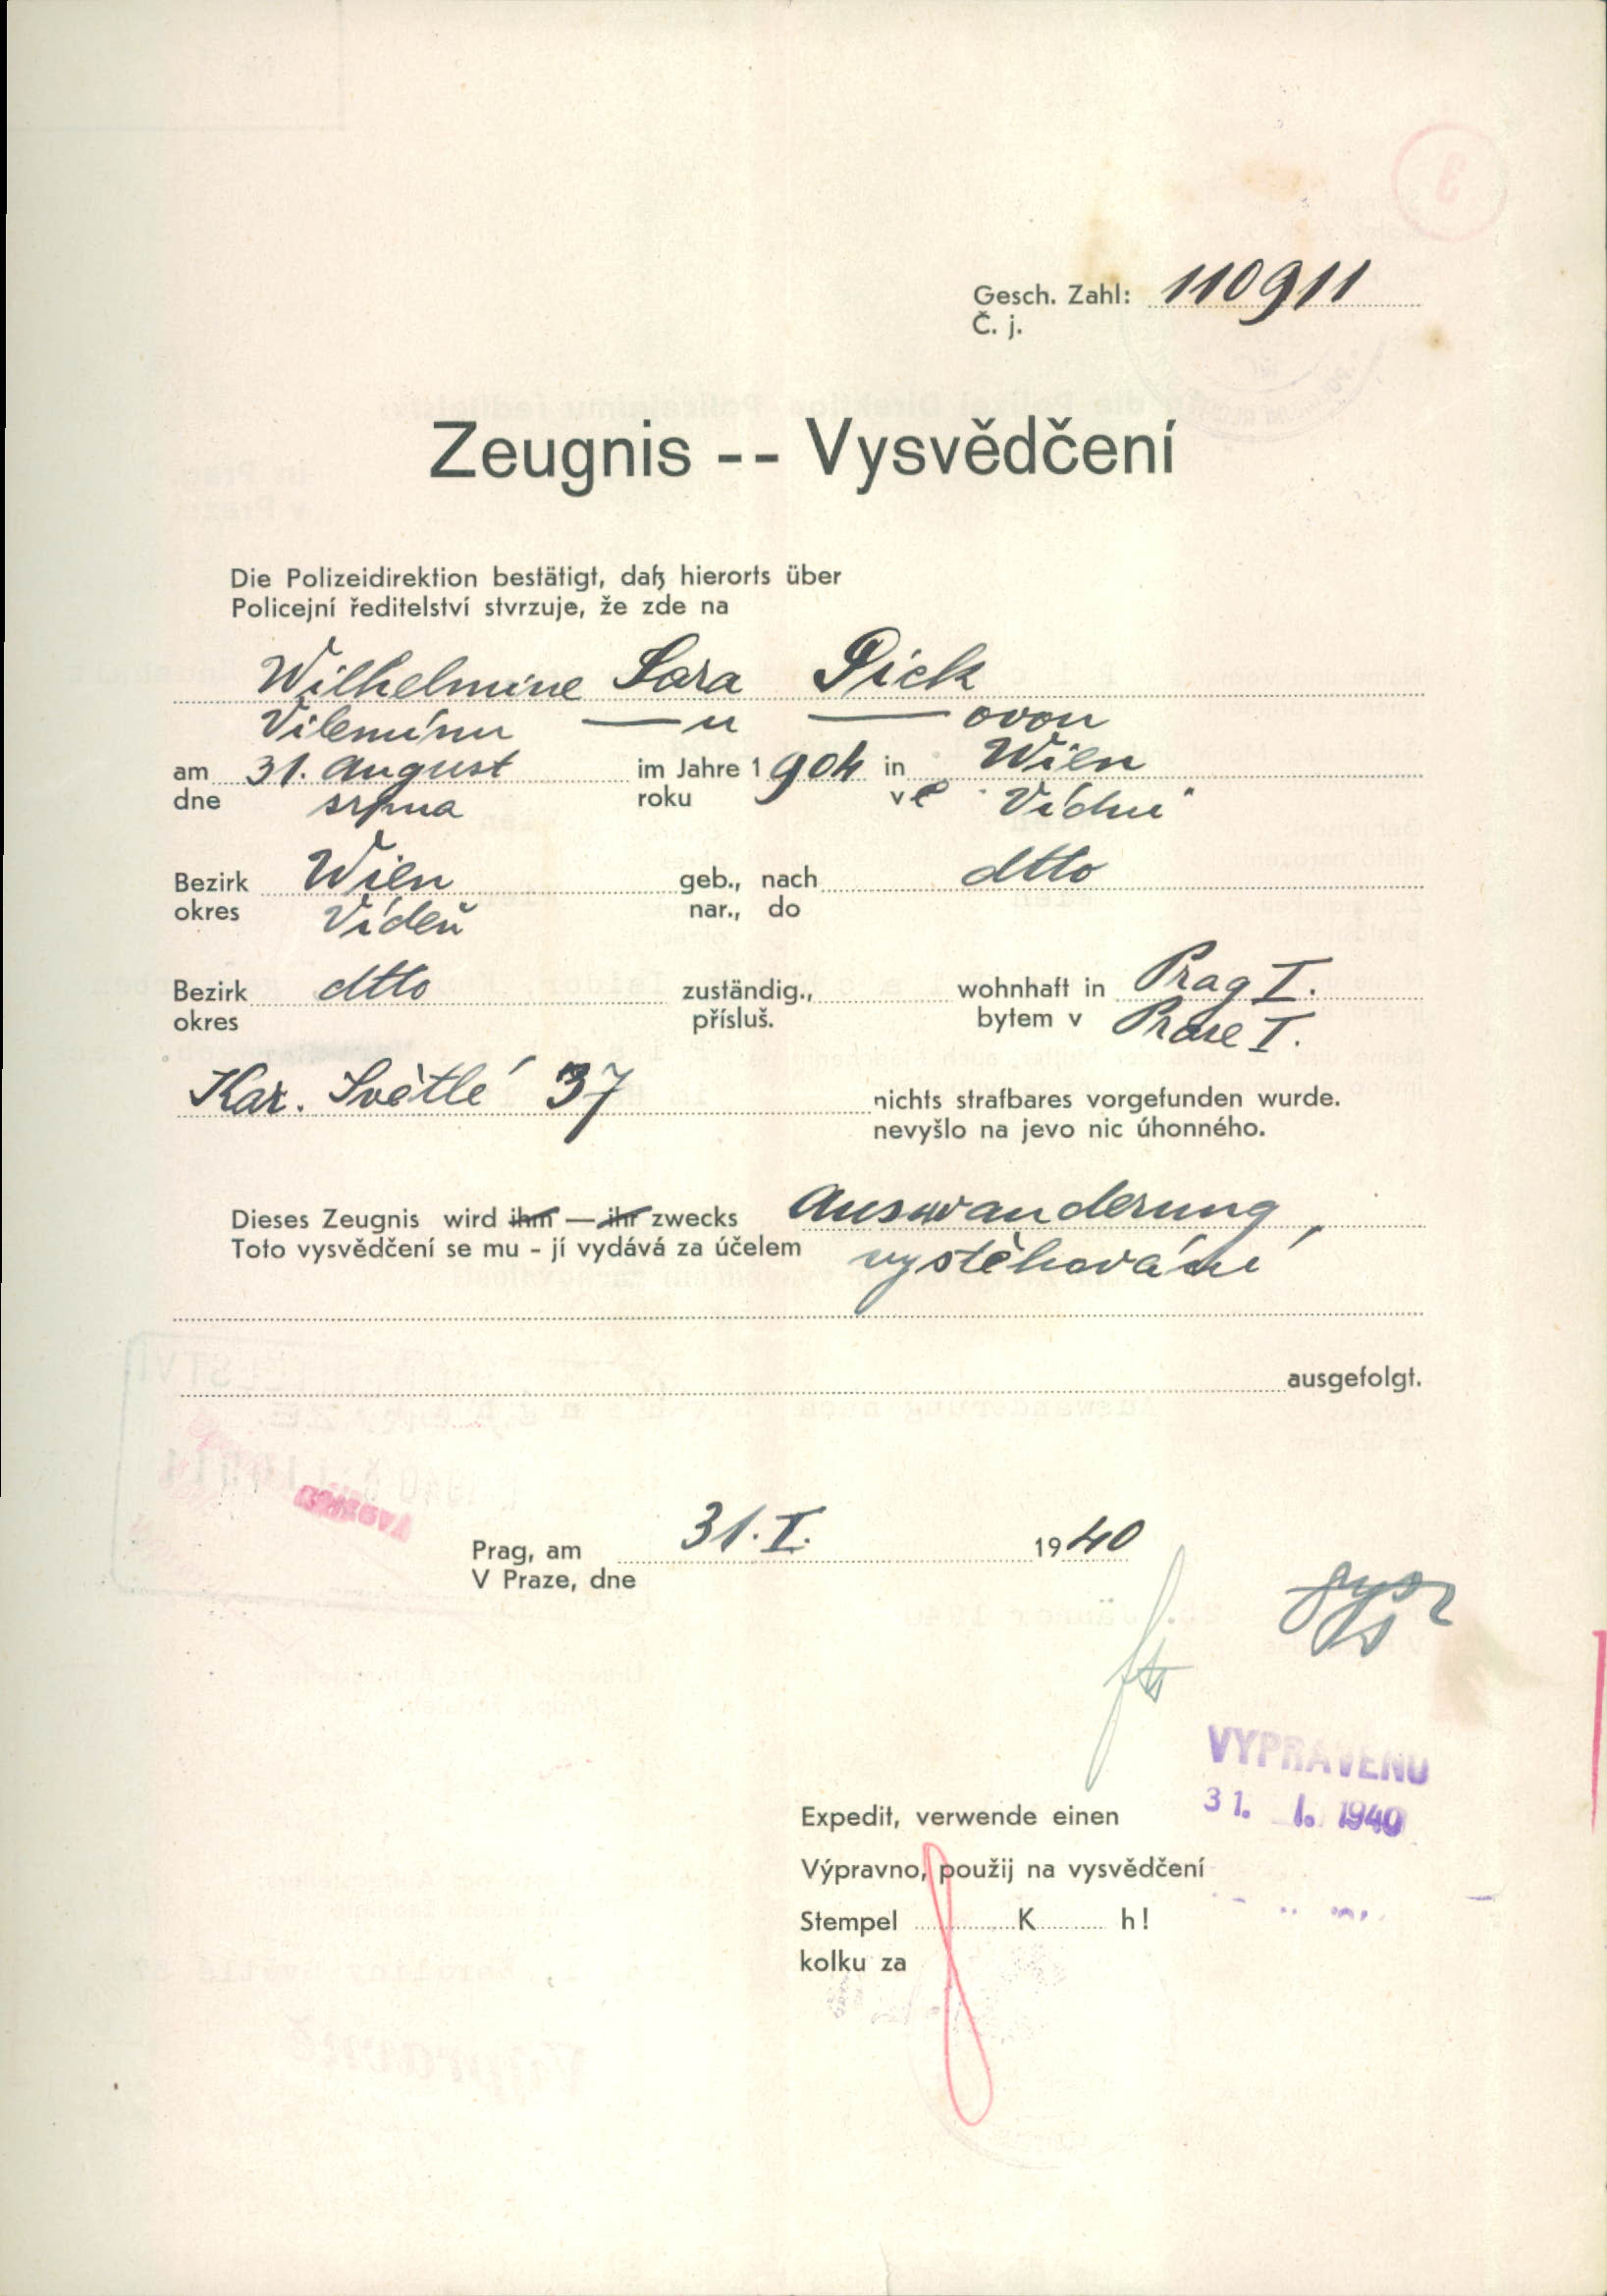 Gesch. Zahl: 110911
Č. j.
Zeugnis -- Vysvědčení
Die Polizeidirektion bestätigt, daß hierorts über
Policejní ředitelství stvrzuje, že zde na
Wilhelmine Sara Pick
Vilemínu — u — ovou
am 31. August im Jahre 1904 in Wien
dne srpna roku ve Vídni
Bezirk Wien geb., nach dtto
okres Vídeň nar., do
Bezirk dtto zuständig., wohnhaft in Prag I.
okres přísluš. bytem v Praze I.
Kar. Světlé 37 nichts strafbares vorgefunden wurde.
nevyšlo na jevo nic úhonného.
Dieses Zeugnis wird ihm — ihr zwecks Auswanderung,
Toto vysvědčení se mu - jí vydává za účelem vystěhování
ausgefolgt.
Prag, am 31. I. 1940
V Praze, dne
VYPRAVENO
31. I. 1940
Expedit, verwende einen
Výpravno, použij na vysvědčení
Stempel K h!
kolku za